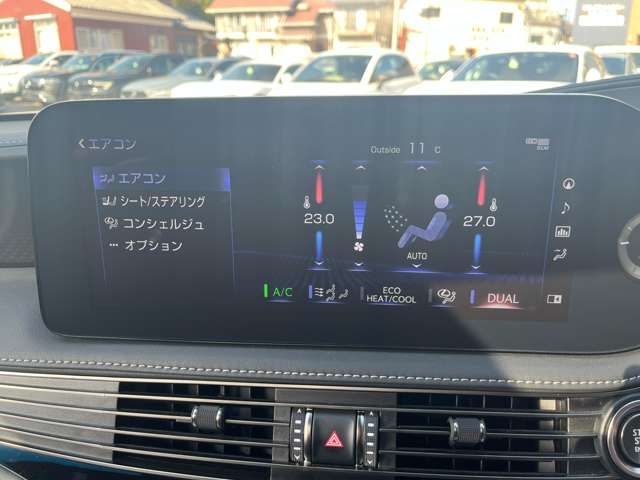 エアコン
Outside 11 ℃
エアコン
シート/ステアリング
コンシェルジュ
オプション
23.0
27.0
AUTO
A/C
ECO
HEAT/COOL
DUAL